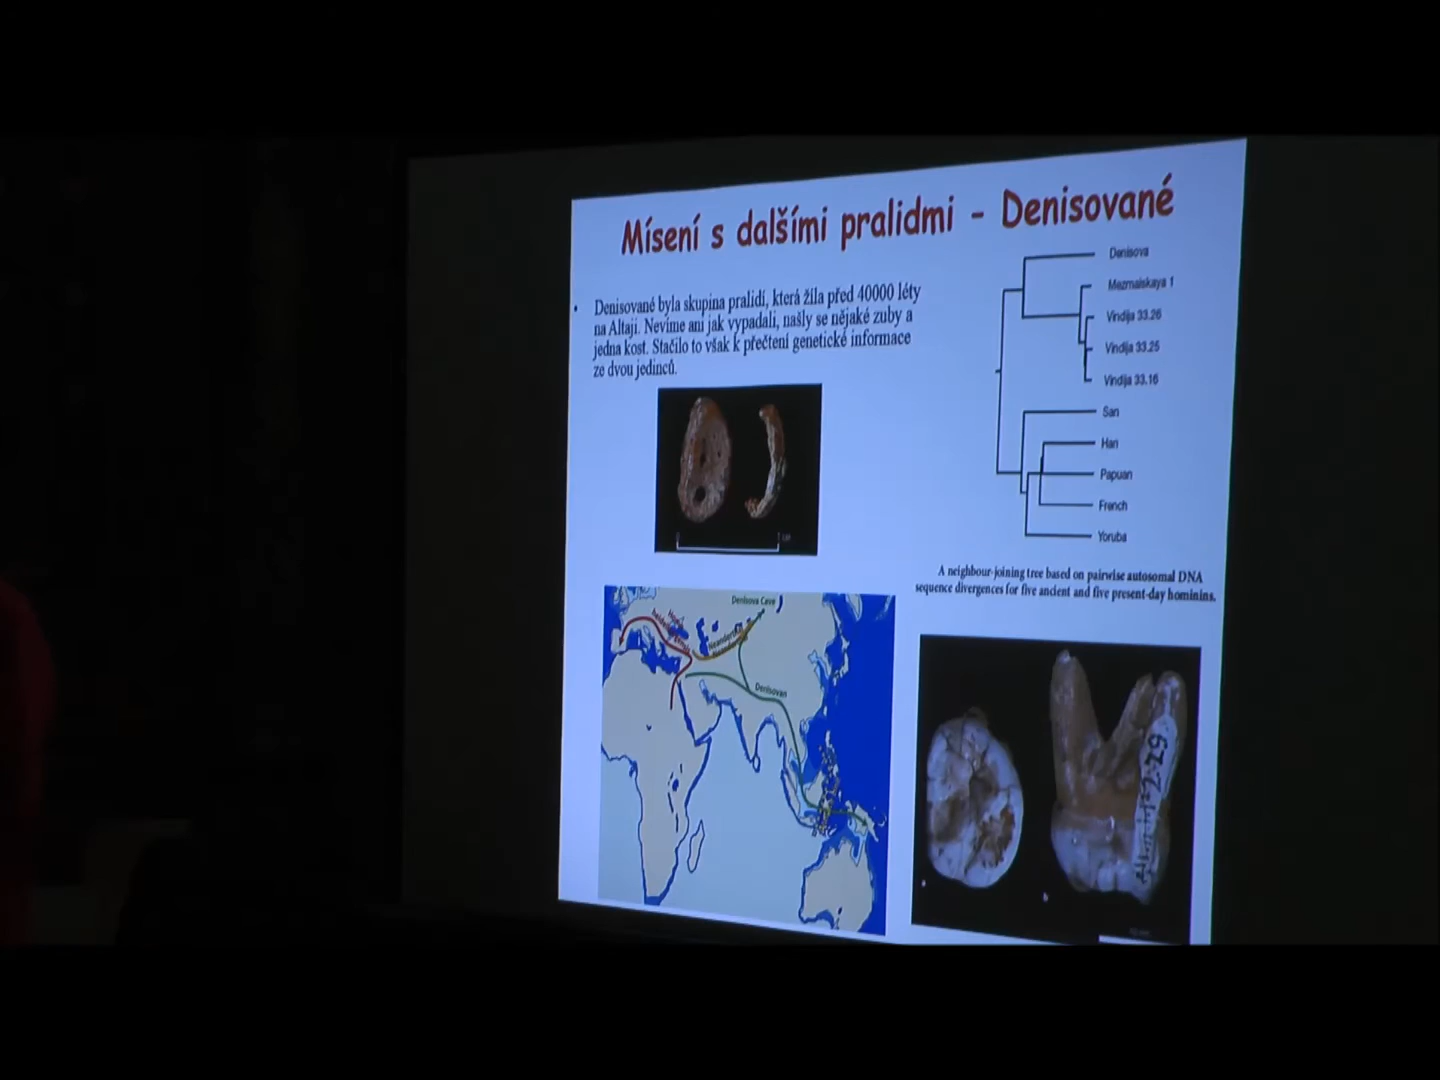 Mísení s dalšími pralidmi - Denisované
• Denisované byla skupina pralidí, která žila před 40000 léty
na Altaji. Nevíme ani jak vypadali, našly se nějaké zuby a
jedna kost. Stačilo to však k přečtení genetické informace
ze dvou jedinců.
Denisova
Mezmaiskaya 1
Vindija 33.26
Vindija 33.25
Vindija 33.16
San
Han
Papuan
French
Yoruba
A neighbour-joining tree based on pairwise autosomal DNA
sequence divergences for five ancient and five present-day hominins.
Denisova Cave
Denisovan